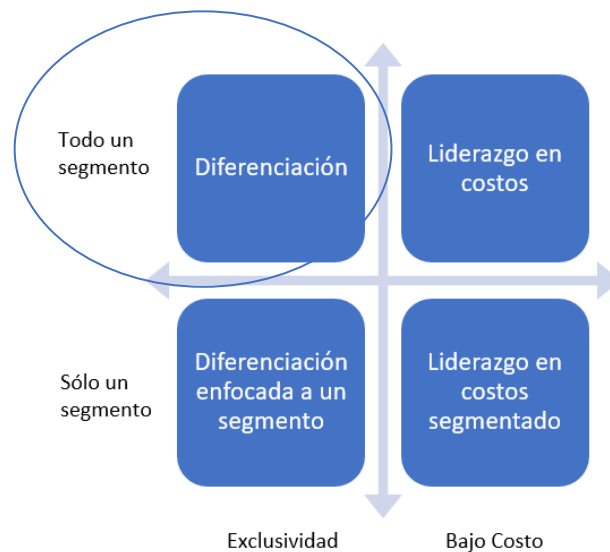 Todo un
segmento
Diferenciación
Liderazgo en
costos
Sólo un
segmento
Diferenciación
enfocada a un
segmento
Liderazgo en
costos
segmentado
Exclusividad
Bajo Costo